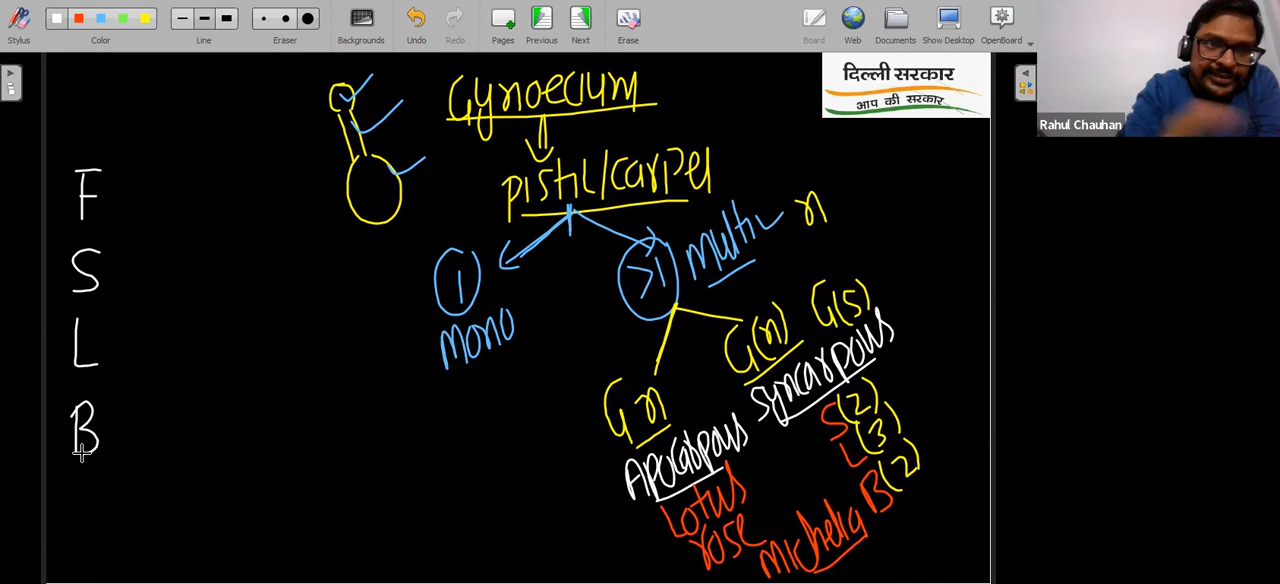 Stylus
Color
Line
Eraser
Backgrounds
Undo
Redo
Pages
Previous
Next
Erase
Board
Web
Documents
Show Desktop
OpenBoard
दिल्ली सरकार
आप की सरकार
Rahul Chauhan
Gynoecium
Pistil/carpel
1
mono
>1
multi
n
G n
Apocarpous
Lotus
rose
Michelia
G(n) G(5)
Syncarpous
S (2)
L (3)
B (2)
F
S
L
B